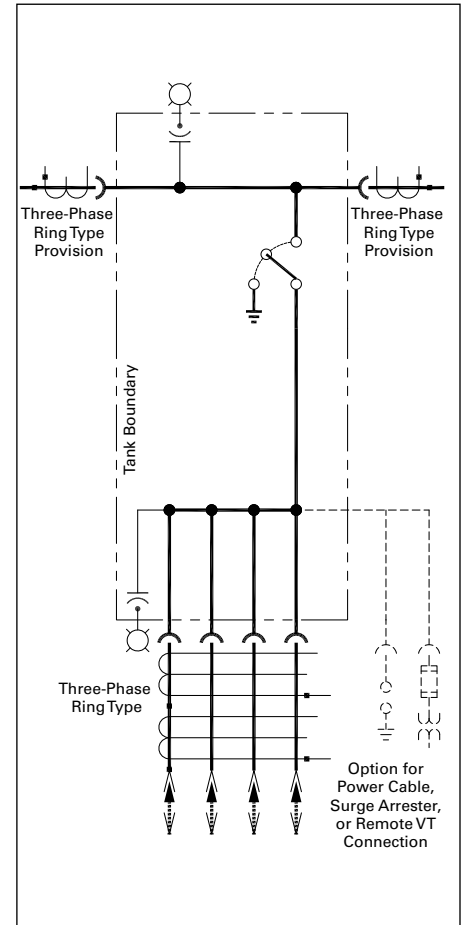 Three-Phase
Ring Type
Provision
Three-Phase
Ring Type
Provision
Tank Boundary
Three-Phase
Ring Type
Option for
Power Cable,
Surge Arrester,
or Remote VT
Connection